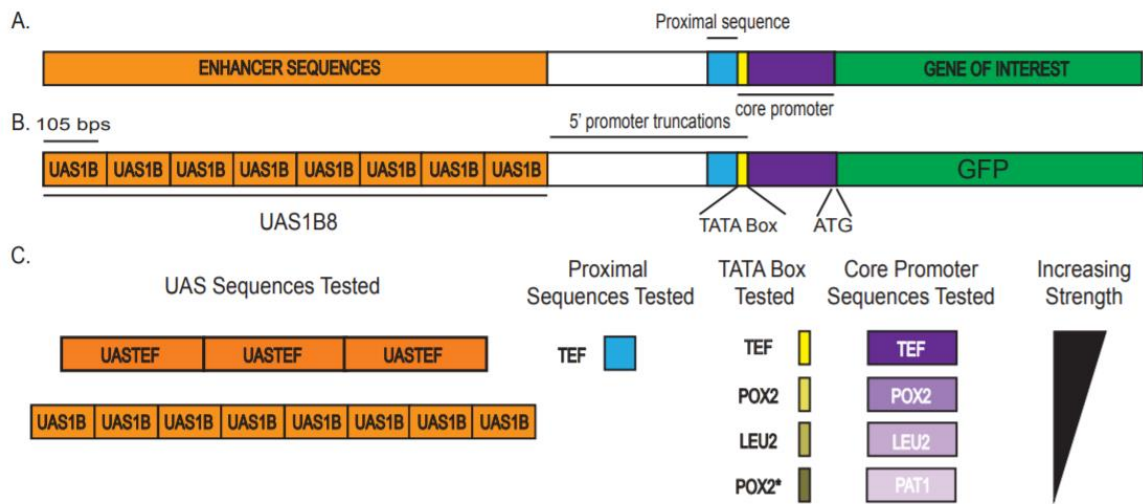 A.
Proximal sequence
ENHANCER SEQUENCES
GENE OF INTEREST
core promoter
B.
105 bps
5' promoter truncations
UAS1B UAS1B UAS1B UAS1B UAS1B UAS1B UAS1B UAS1B
GFP
UAS1B8
TATA Box
ATG
C.
UAS Sequences Tested
Proximal
Sequences Tested
TATA Box
Tested
Core Promoter
Sequences Tested
Increasing
Strength
UASTEF UASTEF UASTEF
TEF
TEF
TEF
POX2
POX2
UAS1B UAS1B UAS1B UAS1B UAS1B UAS1B UAS1B UAS1B
LEU2
LEU2
POX2*
PAT1